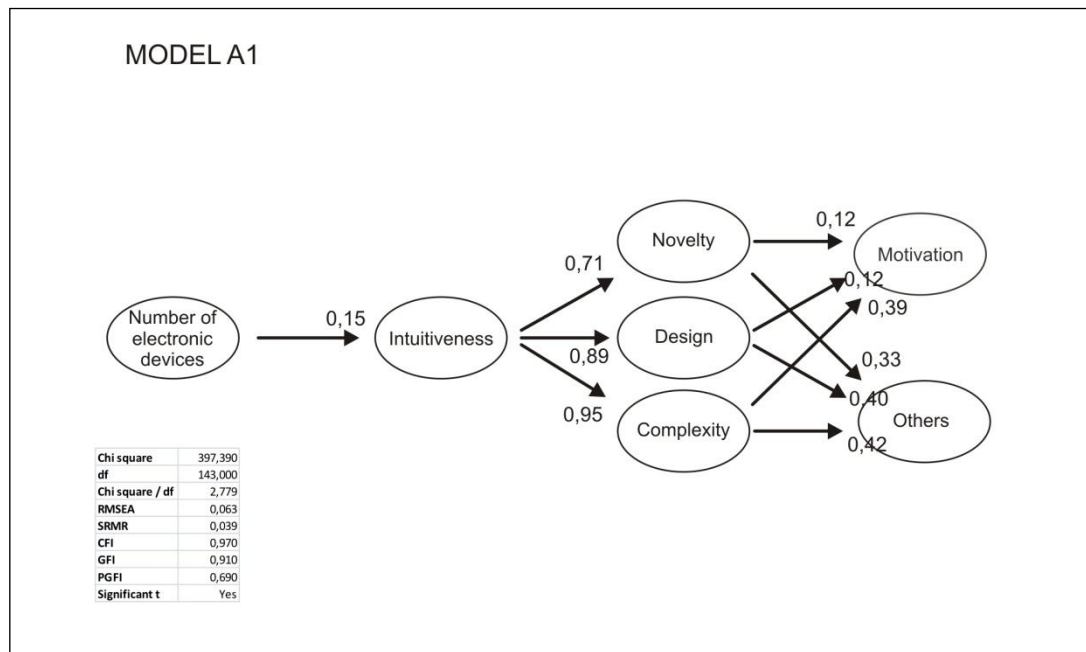 MODEL A1
Number of
electronic
devices
0,15
Intuitiveness
0,71
0,89
0,95
Novelty
Design
Complexity
0,12
0,12
0,39
0,33
0,40
0,42
Motivation
Others
Chi square 397,390
df 143,000
Chi square / df 2,779
RMSEA 0,063
SRMR 0,039
CFI 0,970
GFI 0,910
PGFI 0,690
Significant t Yes